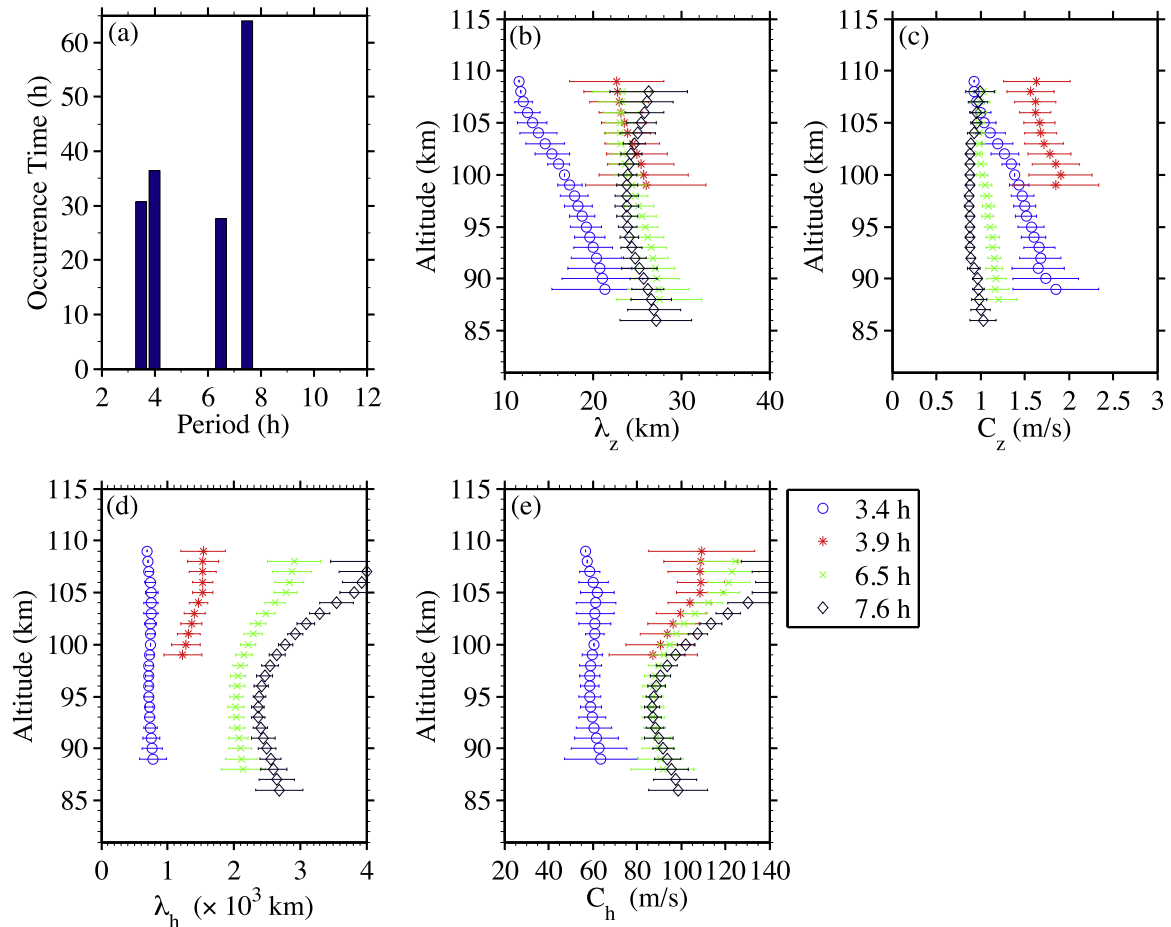 (a)
60
50
40
30
20
10
0
2 4 6 8 10 12
Occurrence Time (h)
Period (h)
(b)
115
110
105
100
95
90
85
10 20 30 40
Altitude (km)
λz (km)
(c)
115
110
105
100
95
90
85
0 0.5 1 1.5 2 2.5 3
Altitude (km)
Cz (m/s)
(d)
115
110
105
100
95
90
85
0 1 2 3 4
Altitude (km)
λh (× 10³ km)
(e)
115
110
105
100
95
90
85
20 40 60 80 100 120 140
Altitude (km)
Ch (m/s)
3.4 h
3.9 h
6.5 h
7.6 h